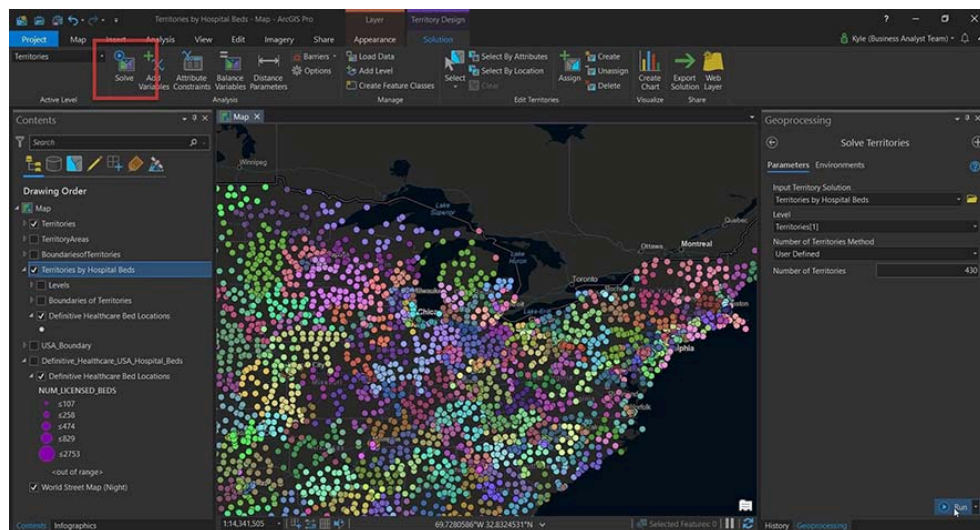 Territories by Hospital Beds - Map - ArcGIS Pro
Layer
Territory Design
?
Project
Map
Insert
Analysis
View
Edit
Imagery
Share
Appearance
Solution
Kyle (Business Analyst Team)
Territories
Solve
Add Variables
Attribute Constraints
Balance Variables
Distance Parameters
Barriers
Options
Load Data
Add Level
Create Feature Classes
Select
Select By Attributes
Select By Location
Clear
Assign
Create
Unassign
Delete
Create Chart
Export Solution
Web Layer
Active Level
Analysis
Manage
Edit Territories
Visualize
Share
Contents
Search
Drawing Order
Map
Territories
TerritoryAreas
BoundariesofTerritories
Territories by Hospital Beds
Levels
Boundaries of Territories
Definitive Healthcare Bed Locations
USA_Boundary
Definitive_Healthcare_USA_Hospital_Beds
Definitive Healthcare Bed Locations
NUM_LICENSED_BEDS
≤107
≤258
≤474
≤829
≤2753
<out of range>
World Street Map (Night)
Contents
Infographics
Map
Winnipeg
Lake Superior
Quebec
Ottawa
Montreal
Lake Huron
Toronto
1:14,341,505
69.7280586°W 32.8324531°N
Selected Features: 0
Geoprocessing
Solve Territories
Parameters
Environments
Input Territory Solution
Territories by Hospital Beds
Level
Territories[1]
Number of Territories Method
User Defined
Number of Territories
430
Run
History
Geoprocessing